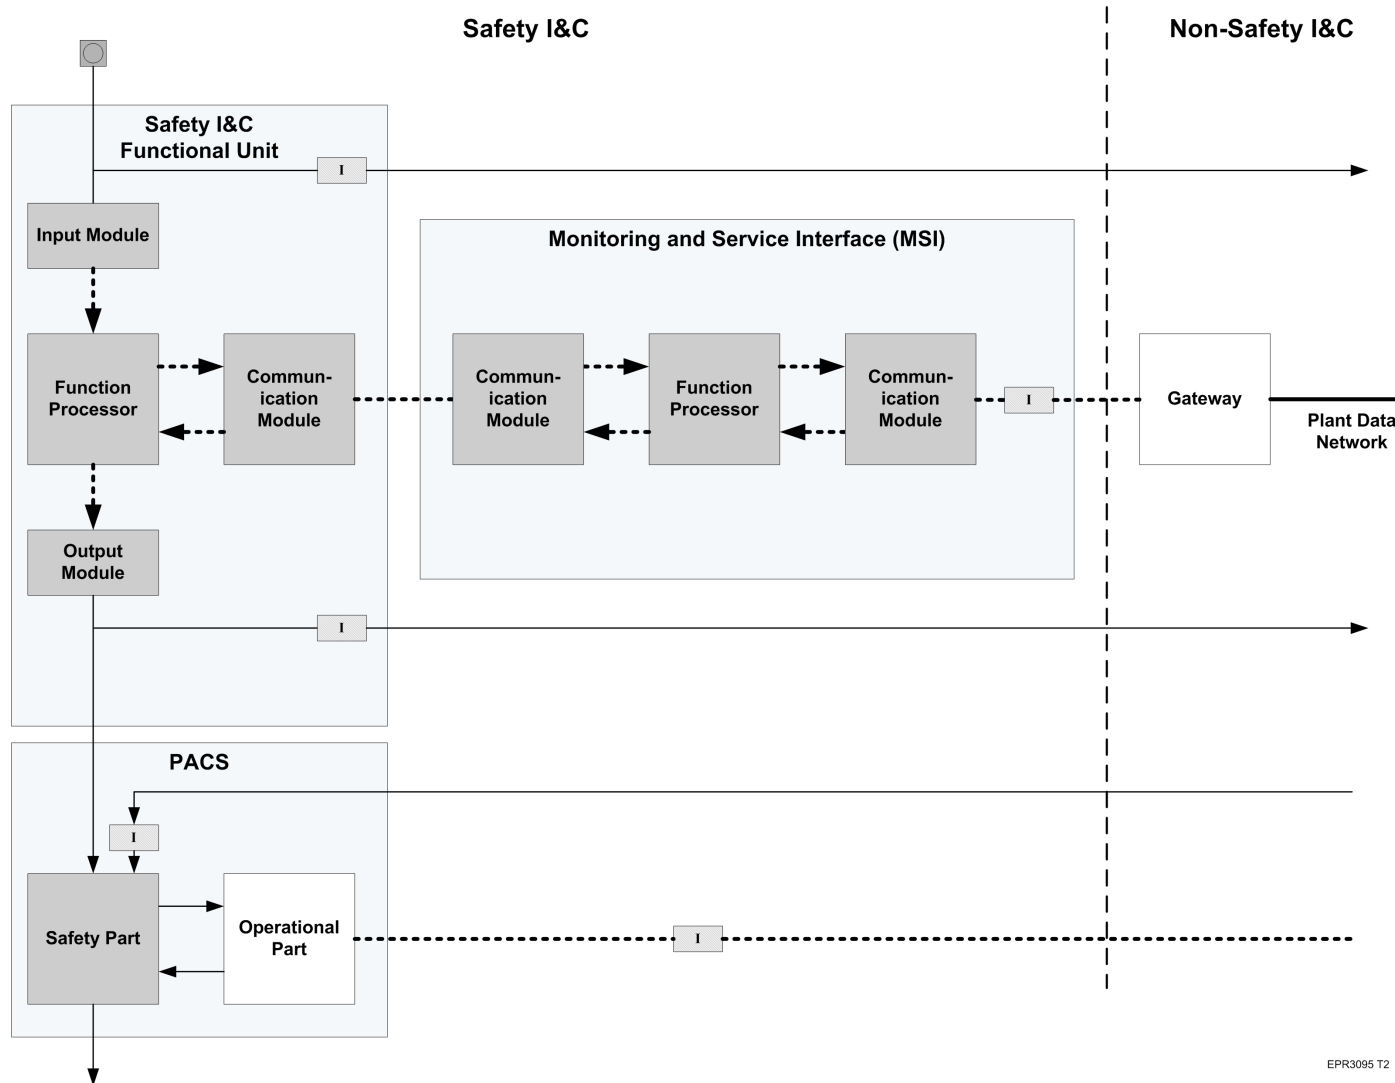 Safety I&C
Non-Safety I&C
Safety I&C
Functional Unit
I
Input Module
Monitoring and Service Interface (MSI)
Function
Processor
Commun-
ication
Module
Commun-
ication
Module
Function
Processor
Commun-
ication
Module
I
Gateway
Plant Data
Network
Output
Module
I
PACS
I
Safety Part
Operational
Part
I
EPR3095 T2